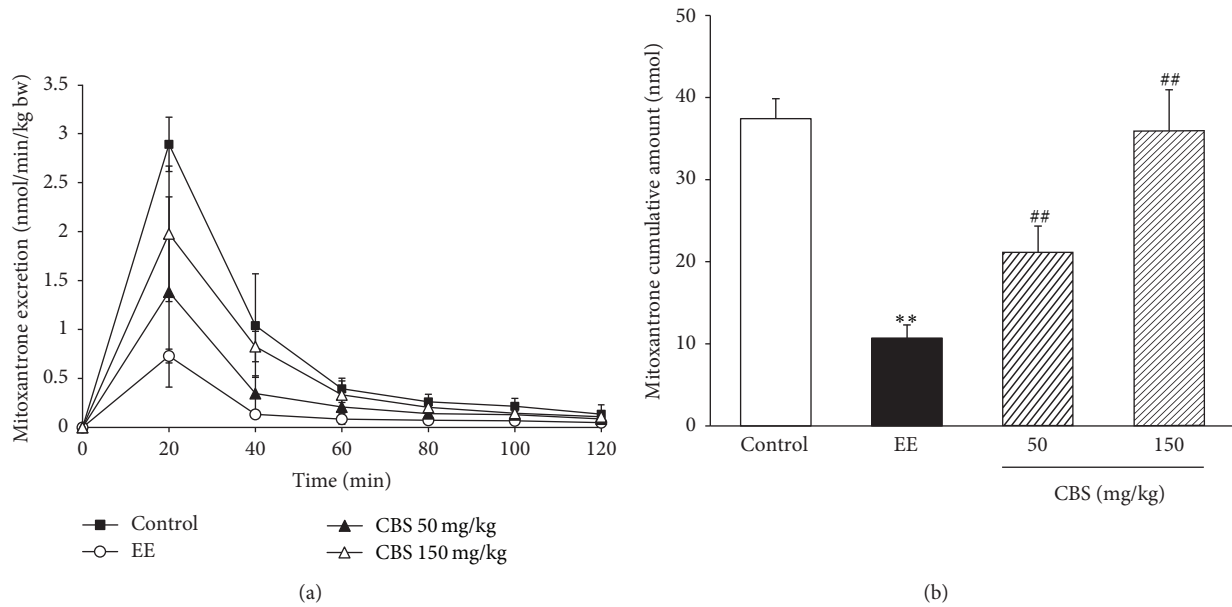 Mitoxantrone excretion (nmol/min/kg bw)
3.5
3
2.5
2
1.5
1
0.5
0
0 20 40 60 80 100 120
Time (min)
Control
EE
CBS 50 mg/kg
CBS 150 mg/kg
(a)
Mitoxantrone cumulative amount (nmol)
50
40
30
20
10
0
**
##
##
Control EE 50 150
CBS (mg/kg)
(b)